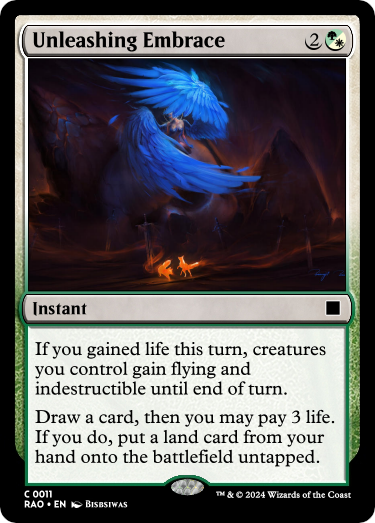 Unleashing Embrace 2
Instant
If you gained life this turn, creatures
you control gain flying and
indestructible until end of turn.
Draw a card, then you may pay 3 life.
If you do, put a land card from your
hand onto the battlefield untapped.
C 0011
RAO • EN Bisbsiwas
™ & © 2024 Wizards of the Coast